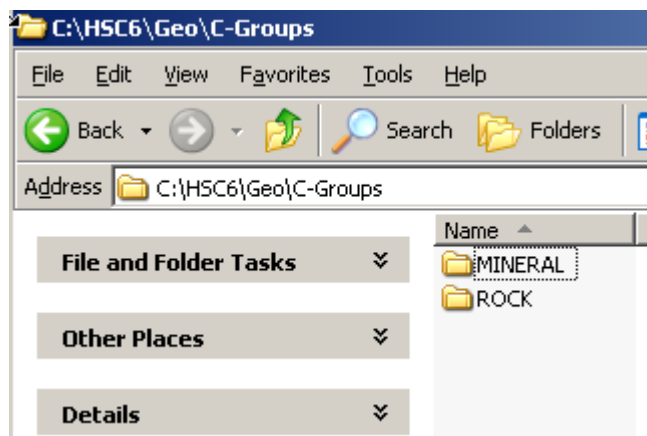 C:\HSC6\Geo\C-Groups
File Edit View Favorites Tools Help
Back Search Folders
Address C:\HSC6\Geo\C-Groups
Name
File and Folder Tasks
MINERAL
ROCK
Other Places
Details